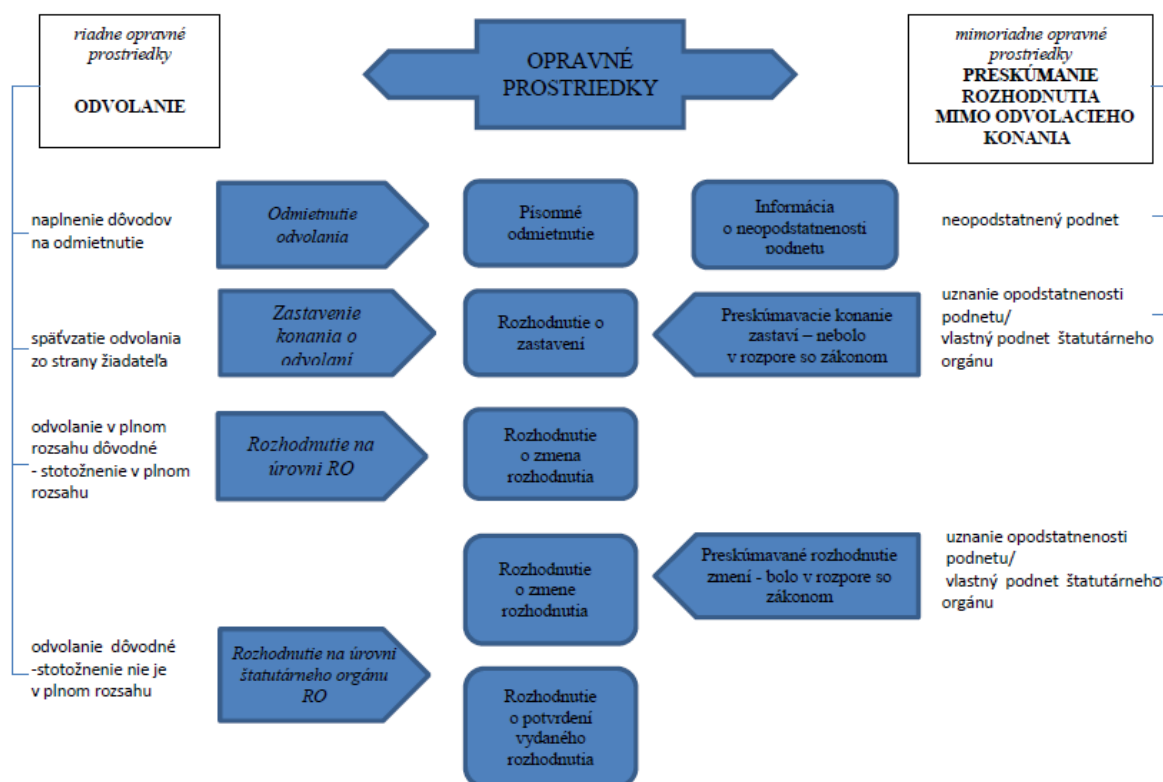 riadne opravné
prostriedky
ODVOLANIE
OPRAVNÉ
PROSTRIEDKY
mimoriadne opravné
prostriedky
PRESKÚMANIE
ROZHODNUTIA
MIMO ODVOLACIEHO
KONANIA
naplnenie dôvodov
na odmietnutie
Odmietnutie
odvolania
Písomné
odmietnutie
Informácia
o neopodstatnenosti
podnetu
neopodstatnený podnet
späťvzatie odvolania
zo strany žiadateľa
Zastavenie
konania o
odvolaní
Rozhodnutie o
zastavení
Preskúmavacie konanie
zastaví – nebolo
v rozpore so zákonom
uznanie opodstatnenosti
podnetu/
vlastný podnet štatutárneho
orgánu
odvolanie v plnom
rozsahu dôvodné
- stotožnenie v plnom
rozsahu
Rozhodnutie na
úrovni RO
Rozhodnutie
o zmena
rozhodnutia
Rozhodnutie
o zmene
rozhodnutia
Preskúmavané rozhodnutie
zmení - bolo v rozpore so
zákonom
uznanie opodstatnenosti
podnetu/
vlastný podnet štatutárneho
orgánu
odvolanie dôvodné
-stotožnenie nie je
v plnom rozsahu
Rozhodnutie na úrovni
štatutárneho orgánu
RO
Rozhodnutie
o potvrdení
vydaného
rozhodnutia